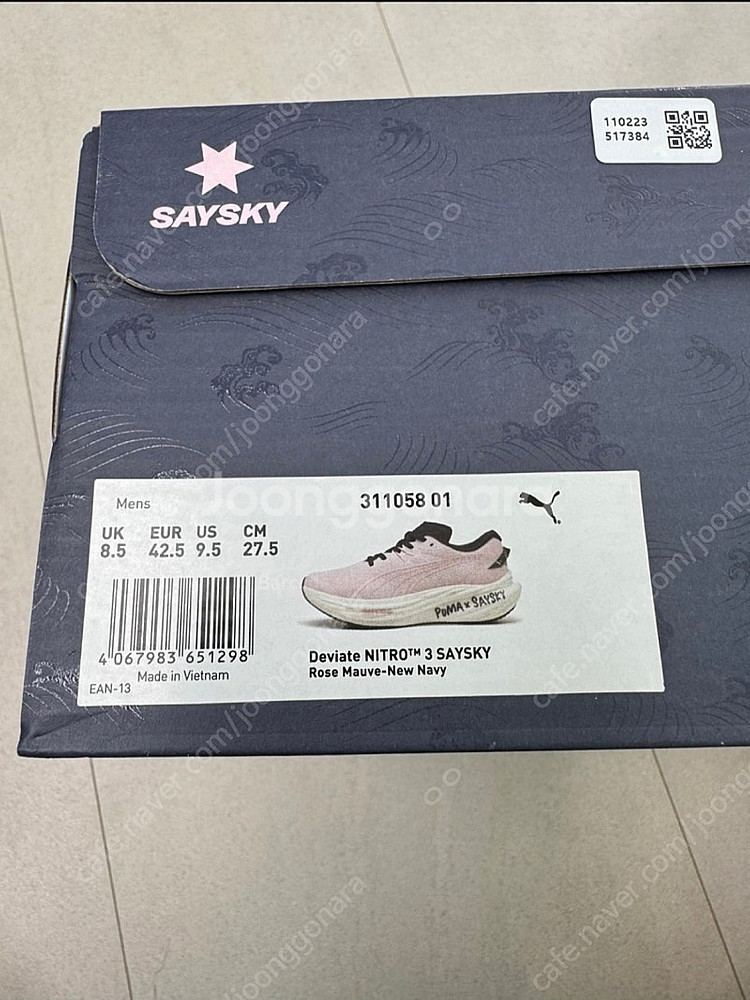 110223
517384
SAYSKY
Mens
311058 01
UK EUR US CM
8.5 42.5 9.5 27.5
PUMA x SAYSKY
4 067983 651298
Made in Vietnam
EAN-13
Deviate NITRO™ 3 SAYSKY
Rose Mauve-New Navy
Joonggonara
cafe.naver.com/joonggonara